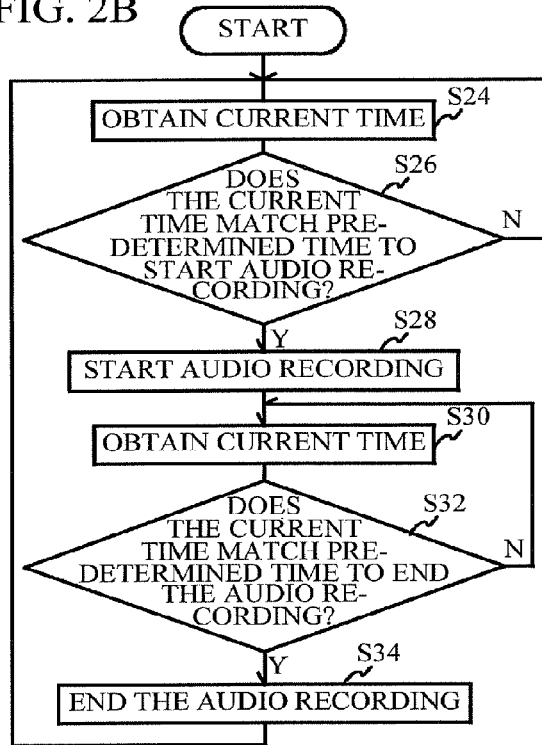 FIG. 2B
START
S24
OBTAIN CURRENT TIME
S26
DOES
THE CURRENT
TIME MATCH PRE-
DETERMINED TIME TO
START AUDIO RE-
CORDING?
N
Y
S28
START AUDIO RECORDING
S30
OBTAIN CURRENT TIME
S32
DOES
THE CURRENT
TIME MATCH PRE-
DETERMINED TIME TO END
THE AUDIO RE-
CORDING?
N
Y
S34
END THE AUDIO RECORDING